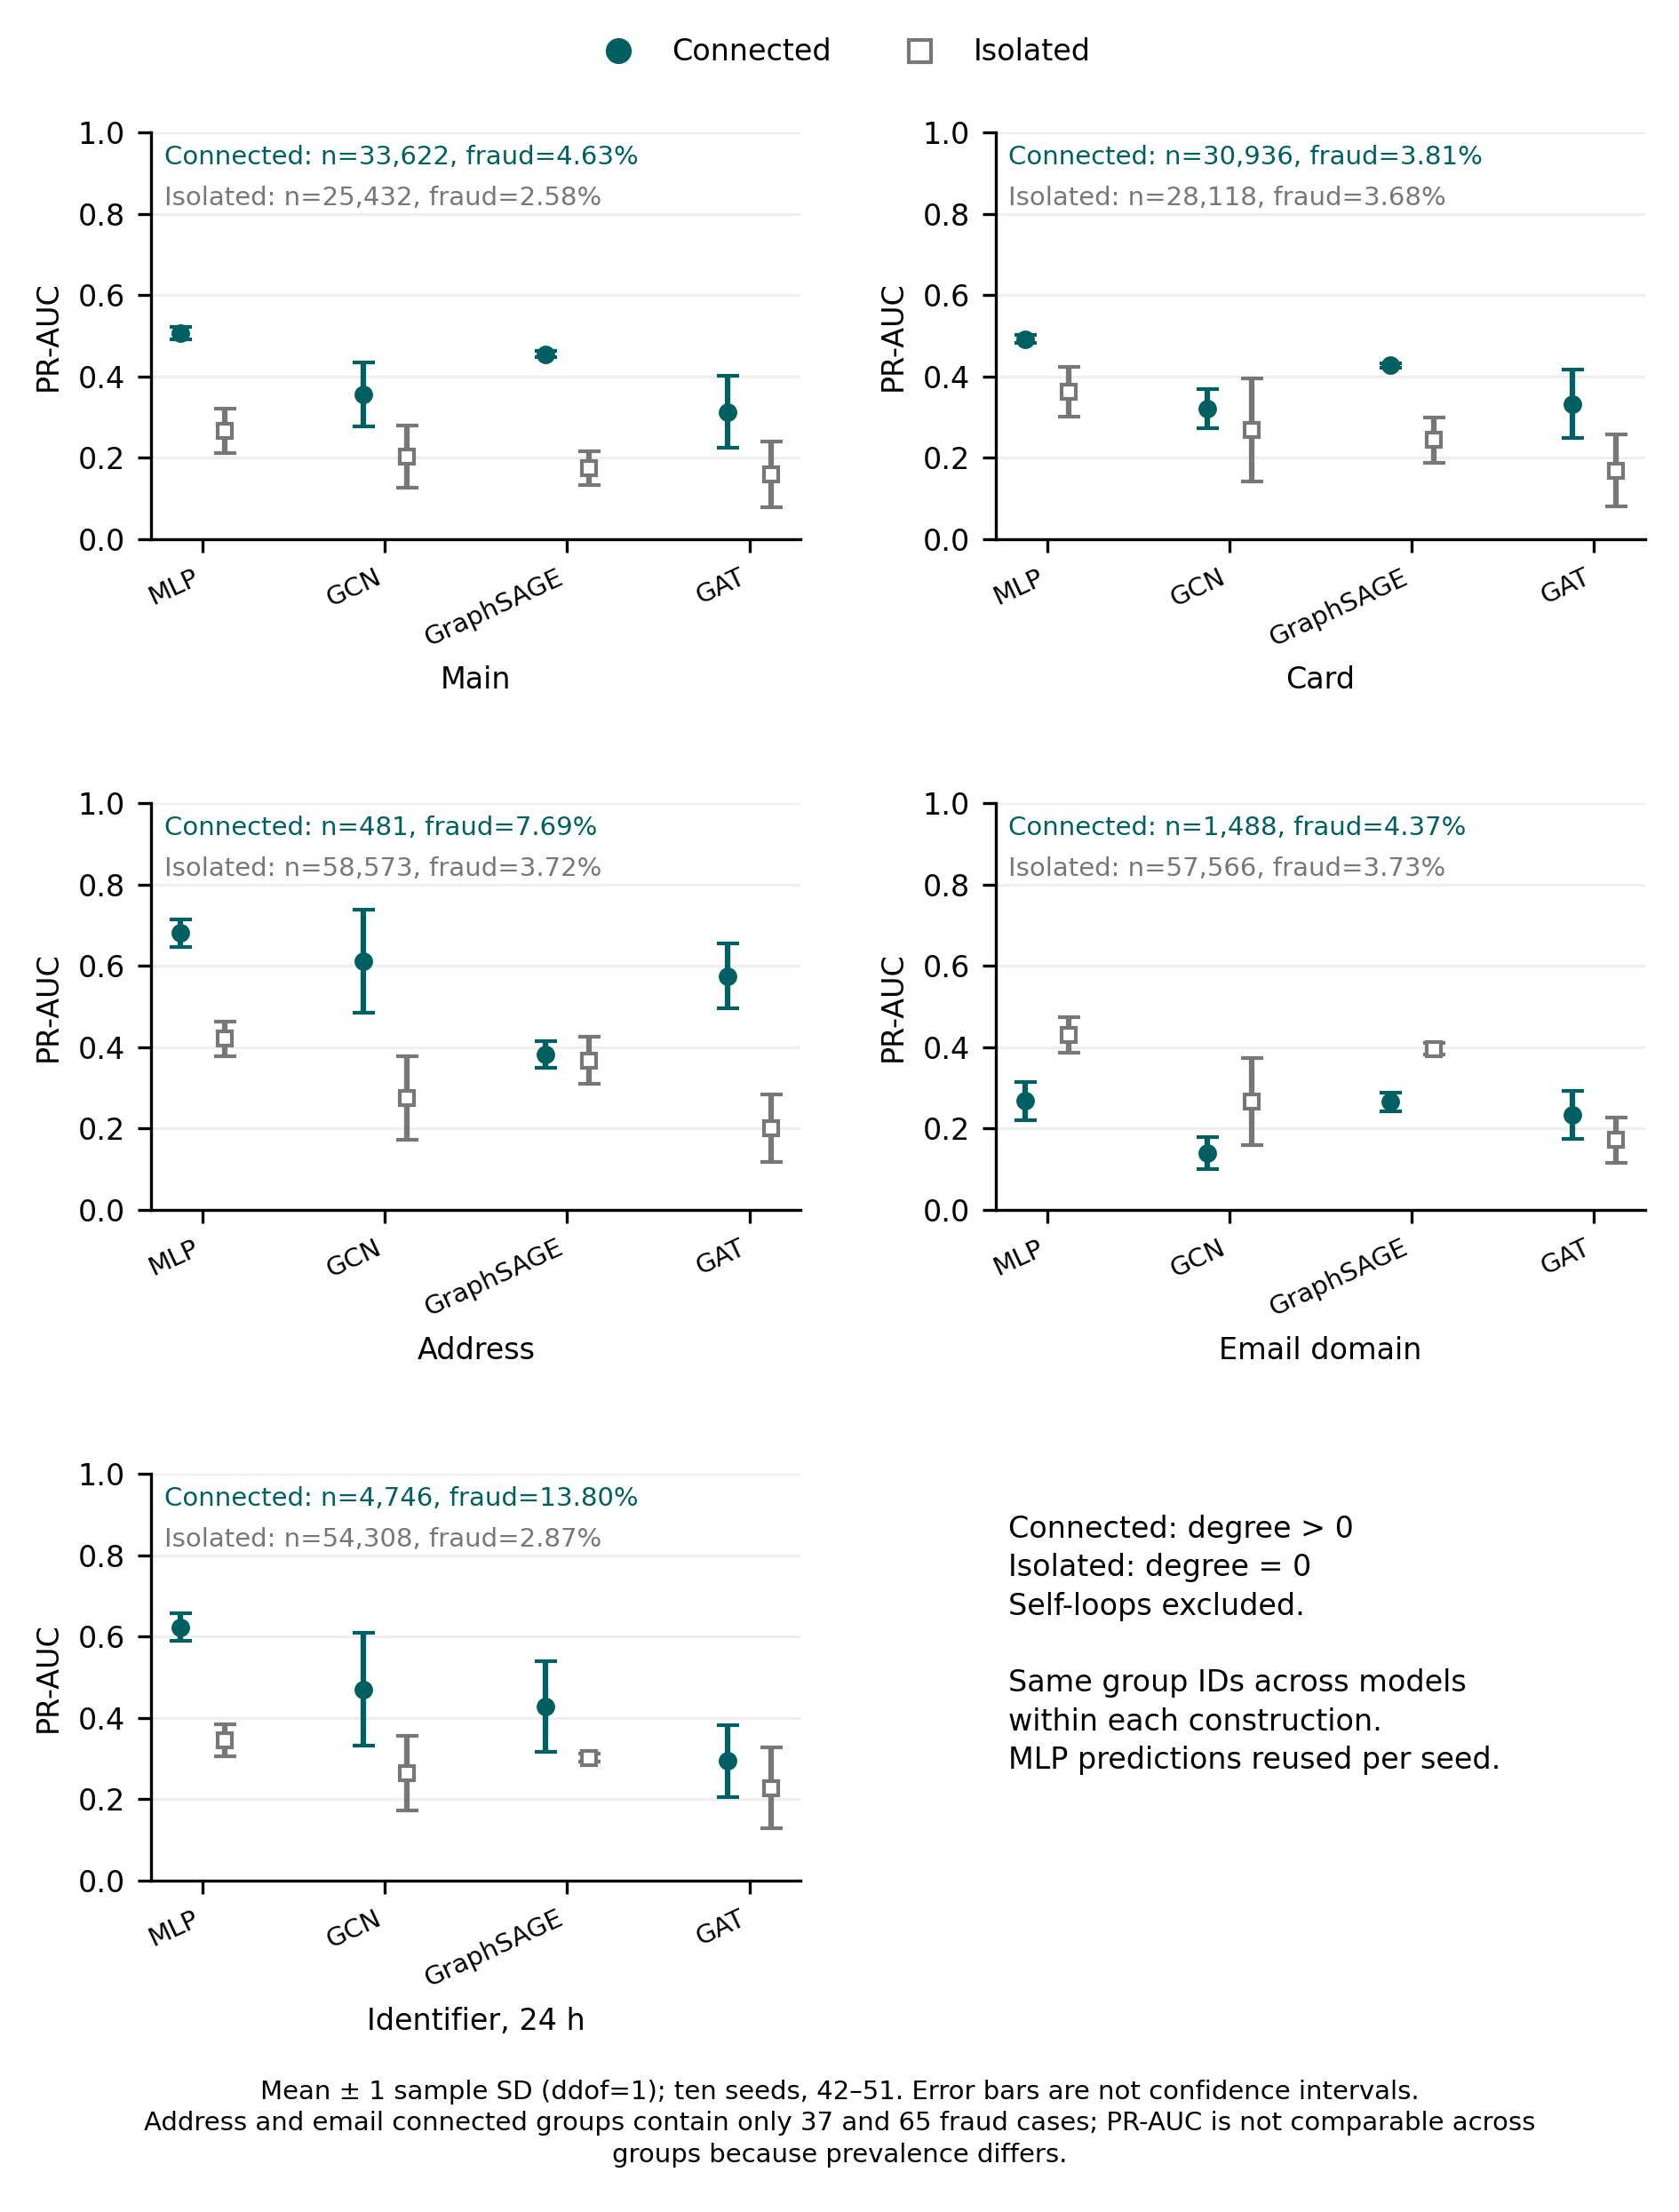 Connected Isolated
Connected: n=33,622, fraud=4.63%
Isolated: n=25,432, fraud=2.58%
PR-AUC
1.0
0.8
0.6
0.4
0.2
0.0
MLP GCN GraphSAGE GAT
Main
Connected: n=30,936, fraud=3.81%
Isolated: n=28,118, fraud=3.68%
PR-AUC
1.0
0.8
0.6
0.4
0.2
0.0
MLP GCN GraphSAGE GAT
Card
Connected: n=481, fraud=7.69%
Isolated: n=58,573, fraud=3.72%
PR-AUC
1.0
0.8
0.6
0.4
0.2
0.0
MLP GCN GraphSAGE GAT
Address
Connected: n=1,488, fraud=4.37%
Isolated: n=57,566, fraud=3.73%
PR-AUC
1.0
0.8
0.6
0.4
0.2
0.0
MLP GCN GraphSAGE GAT
Email domain
Connected: n=4,746, fraud=13.80%
Isolated: n=54,308, fraud=2.87%
PR-AUC
1.0
0.8
0.6
0.4
0.2
0.0
MLP GCN GraphSAGE GAT
Identifier, 24 h
Connected: degree > 0
Isolated: degree = 0
Self-loops excluded.
Same group IDs across models
within each construction.
MLP predictions reused per seed.
Mean ± 1 sample SD (ddof=1); ten seeds, 42–51. Error bars are not confidence intervals.
Address and email connected groups contain only 37 and 65 fraud cases; PR-AUC is not comparable across
groups because prevalence differs.